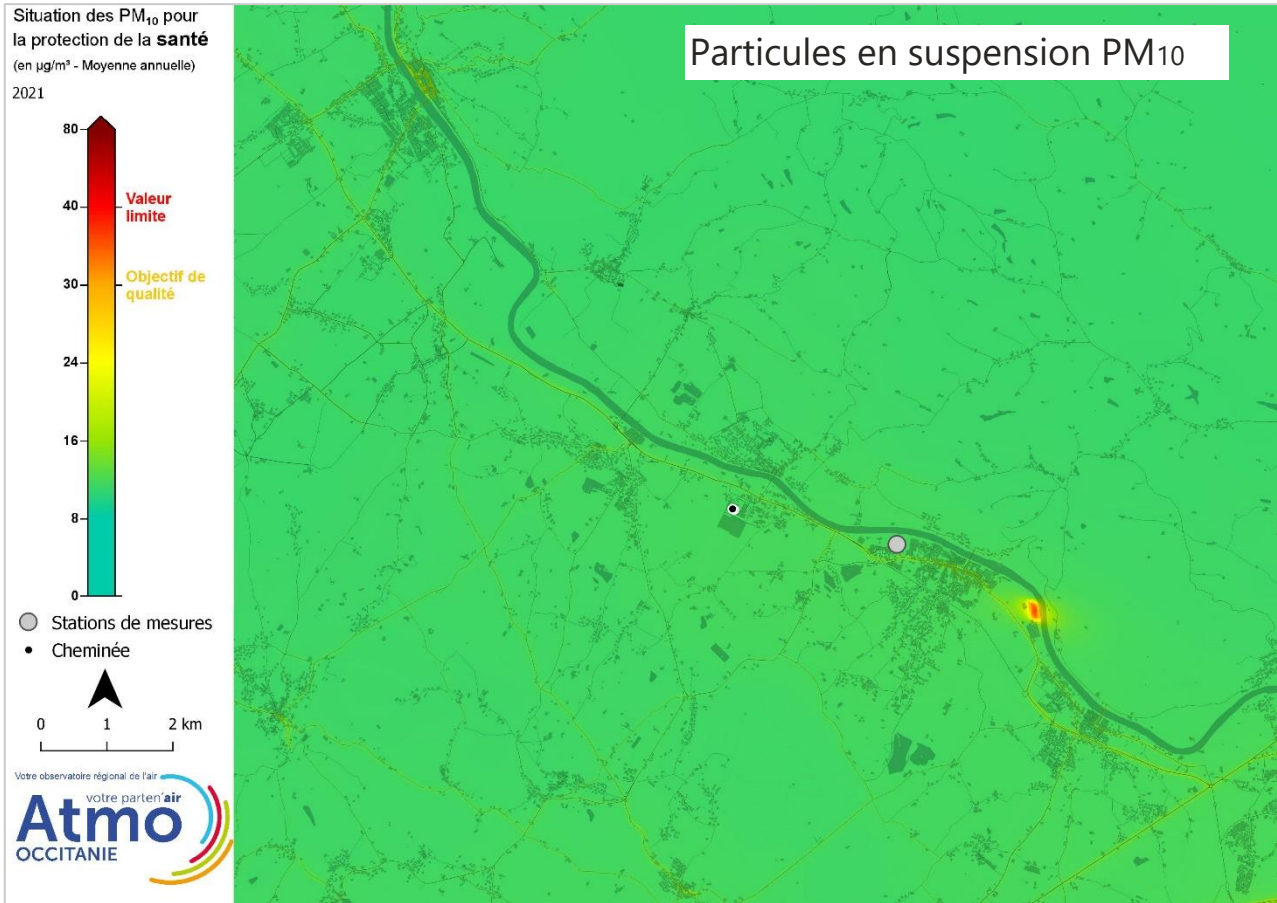 Situation des PM₁₀ pour
la protection de la santé
(en µg/m³ - Moyenne annuelle)
2021
Particules en suspension PM10
80
40
Valeur
limite
30
Objectif de
qualité
24
16
8
0
Stations de mesures
Cheminée
0 1 2 km
Votre observatoire régional de l'air
votre parten'air
Atmo
OCCITANIE